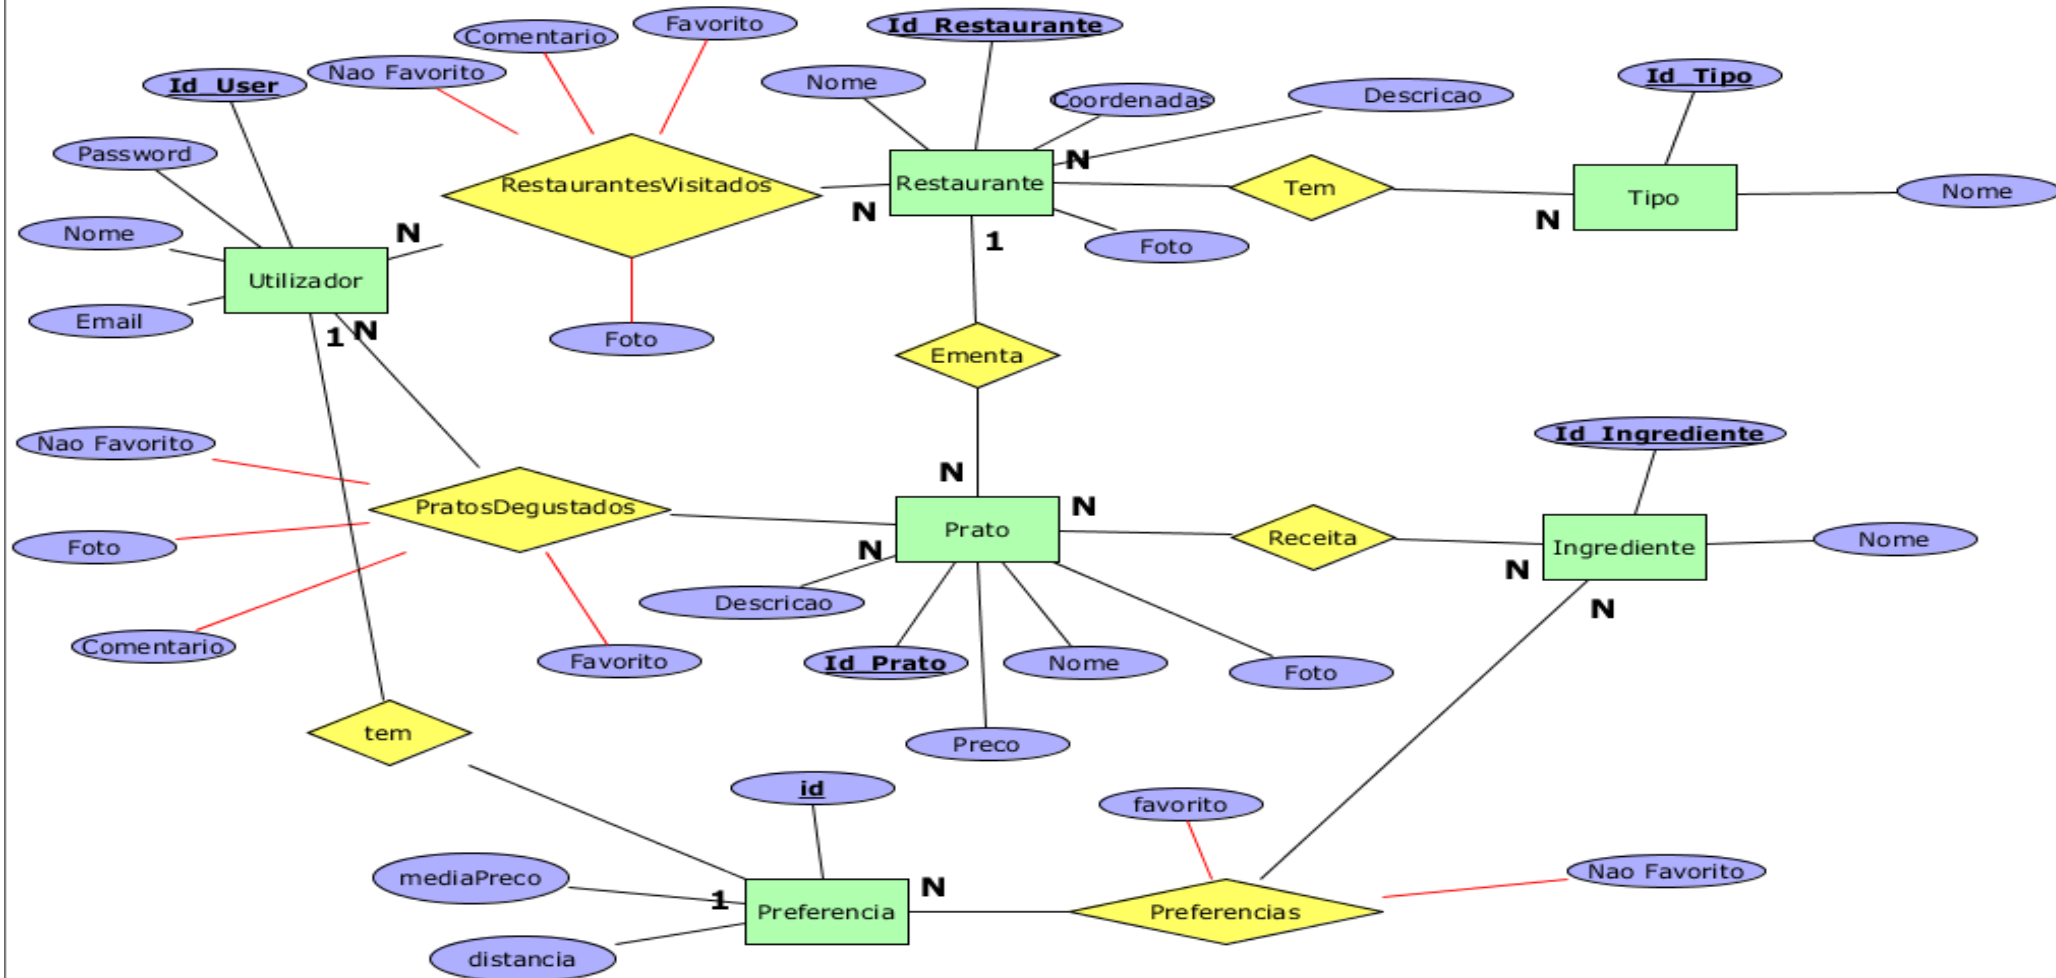 Id_Restaurante
Favorito
Comentario
Nao Favorito
Id_User
Nome
Coordenadas
Descricao
Id_Tipo
Password
N
RestaurantesVisitados
Restaurante
Tem
Tipo
Nome
N
N
Nome
N
1
Foto
Utilizador
Email
1
N
Foto
Ementa
Nao Favorito
Id_Ingrediente
N
PratosDegustados
N
Prato
Receita
Ingrediente
Nome
Foto
N
N
Descricao
N
Comentario
Favorito
Id_Prato
Nome
Foto
tem
Preco
id
favorito
mediaPreco
1
N
Nao Favorito
Preferencia
Preferencias
distancia